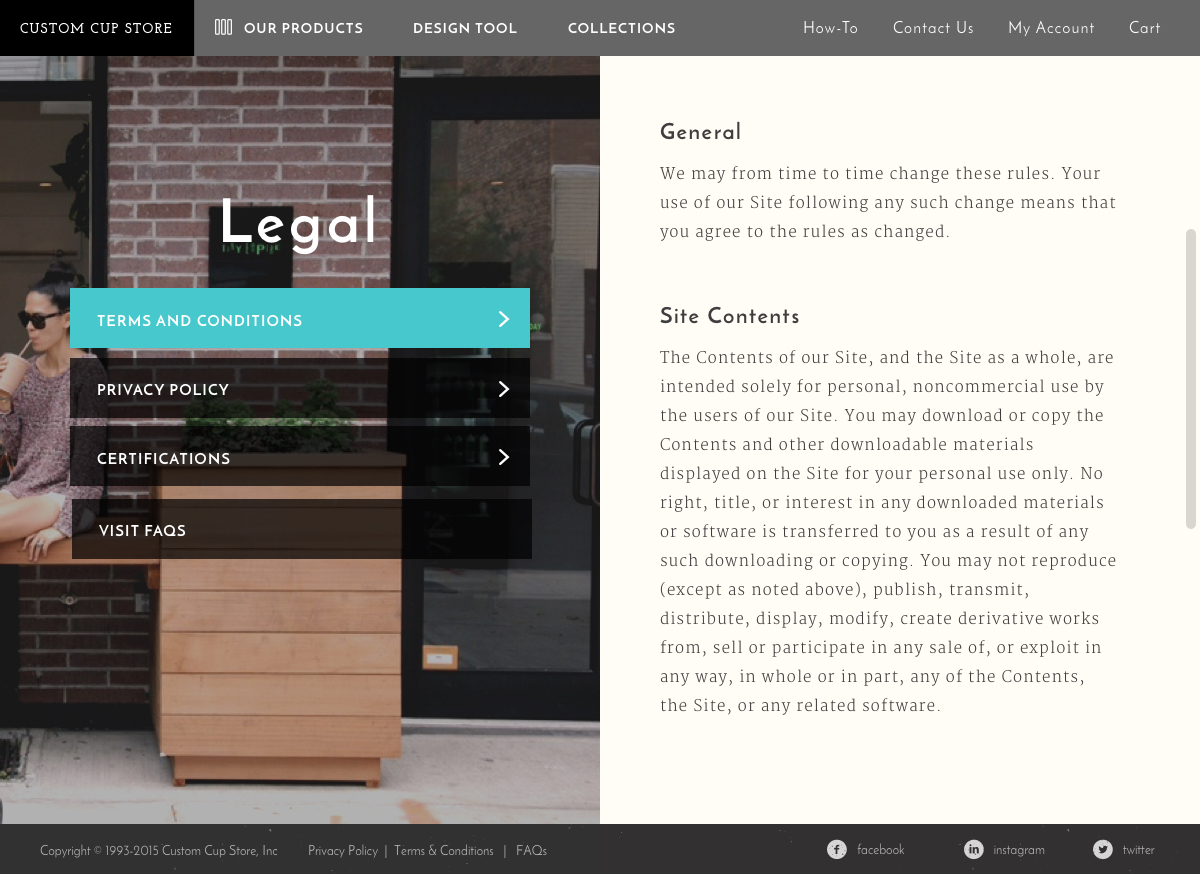 CUSTOM CUP STORE
OUR PRODUCTS
DESIGN TOOL
COLLECTIONS
How-To
Contact Us
My Account
Cart
Legal
TERMS AND CONDITIONS
PRIVACY POLICY
CERTIFICATIONS
VISIT FAQS
General
We may from time to time change these rules. Your
use of our Site following any such change means that
you agree to the rules as changed.
Site Contents
The Contents of our Site, and the Site as a whole, are
intended solely for personal, noncommercial use by
the users of our Site. You may download or copy the
Contents and other downloadable materials
displayed on the Site for your personal use only. No
right, title, or interest in any downloaded materials
or software is transferred to you as a result of any
such downloading or copying. You may not reproduce
(except as noted above), publish, transmit,
distribute, display, modify, create derivative works
from, sell or participate in any sale of, or exploit in
any way, in whole or in part, any of the Contents,
the Site, or any related software.
Copyright © 1993-2015 Custom Cup Store, Inc
Privacy Policy | Terms & Conditions | FAQs
facebook
instagram
twitter